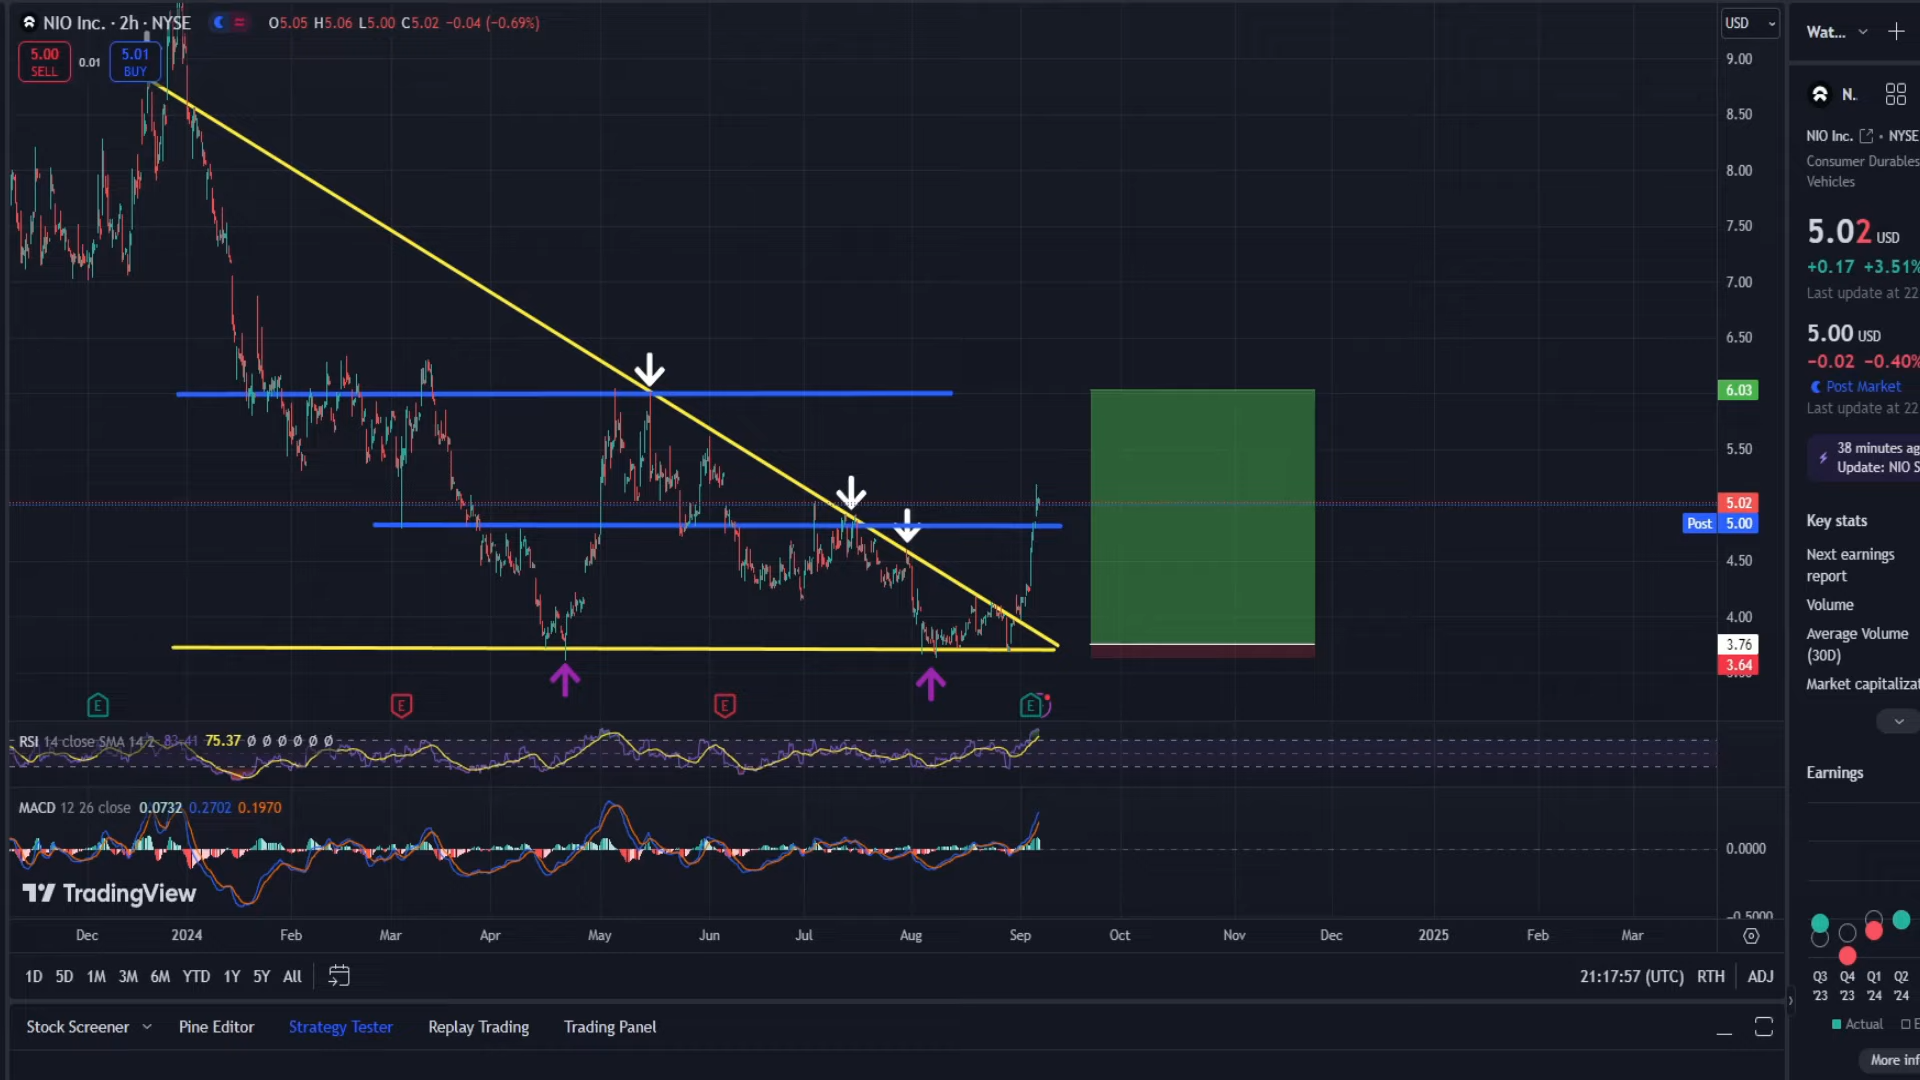 NIO Inc. · 2h · NYSE O5.05 H5.06 L5.00 C5.02 -0.04 (-0.69%)
5.00 SELL 0.01 5.01 BUY
USD
9.00
8.50
8.00
7.50
7.00
6.50
6.03
5.50
5.02
Post 5.00
4.50
4.00
3.76
3.64
E E E E
RSI 14 close SMA 14 2 83.41 75.37 Ø Ø Ø Ø Ø Ø
MACD 12 26 close 0.0732 0.2702 0.1970
0.0000
-0.5000
TradingView
Dec 2024 Feb Mar Apr May Jun Jul Aug Sep Oct Nov Dec 2025 Feb Mar
1D 5D 1M 3M 6M YTD 1Y 5Y All
21:17:57 (UTC) RTH ADJ
Stock Screener Pine Editor Strategy Tester Replay Trading Trading Panel
Wat...
N..
NIO Inc. · NYSE
Consumer Durables
Vehicles
5.02 USD
+0.17 +3.51%
Last update at 22
5.00 USD
-0.02 -0.40%
Post Market
Last update at 22
38 minutes ag
Update: NIO S
Key stats
Next earnings
report
Volume
Average Volume
(30D)
Market capitalizat
Earnings
Q3 Q4 Q1 Q2
'23 '23 '24 '24
Actual E
More inf